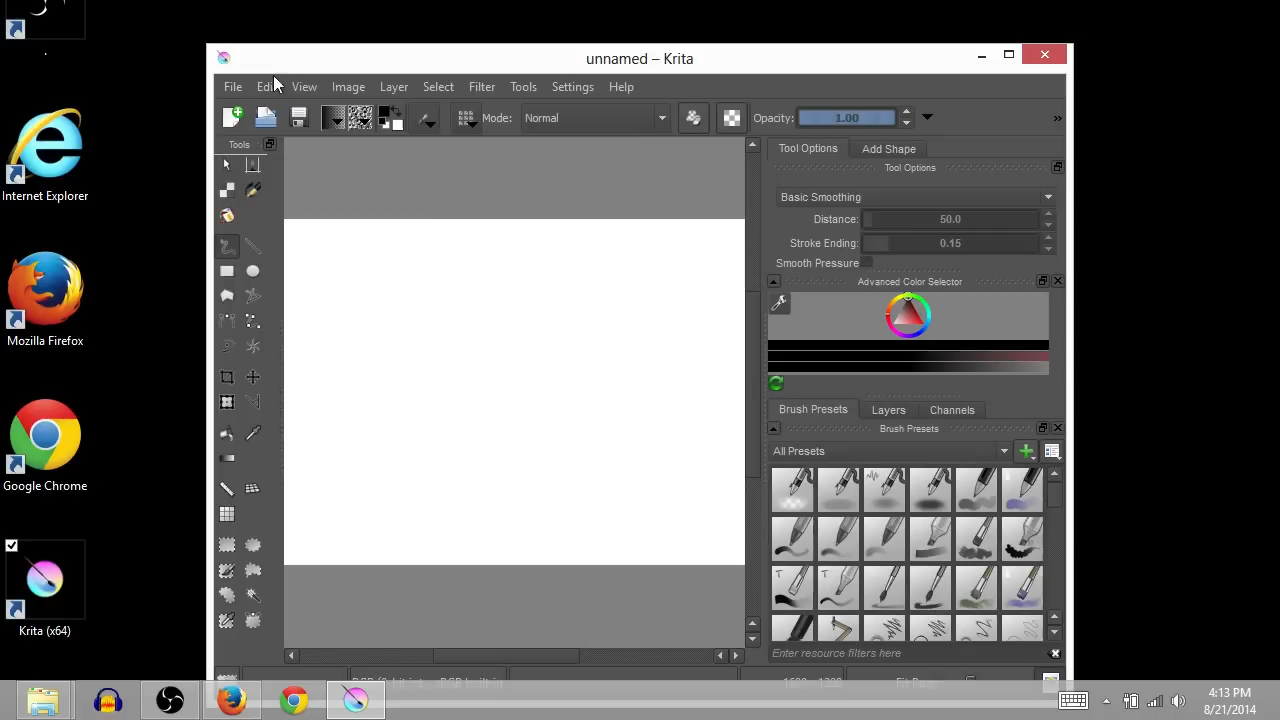 Internet Explorer
Mozilla Firefox
Google Chrome
Krita (x64)
unnamed – Krita
File Edit View Image Layer Select Filter Tools Settings Help
Mode: Normal Opacity: 1.00 »
Tools
Tool Options Add Shape
Tool Options
Basic Smoothing
Distance: 50.0
Stroke Ending: 0.15
Smooth Pressure
Advanced Color Selector
Brush Presets Layers Channels
Brush Presets
All Presets
Enter resource filters here
4:13 PM
8/21/2014